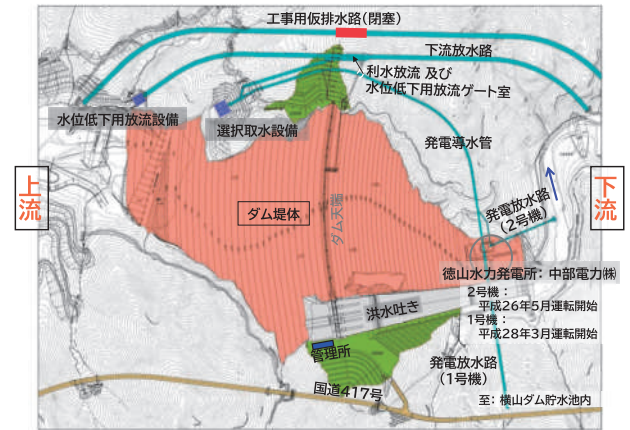 工事用仮排水路(閉塞)
下流放水路
利水放流 及び
水位低下用放流ゲート室
水位低下用放流設備
選択取水設備
発電導水管
上流
下流
発電放水路
(2号機)
ダム堤体
ダム天端
徳山水力発電所：中部電力㈱
2号機：
平成26年5月運転開始
1号機：
平成28年3月運転開始
洪水吐き
管理所
発電放水路
(1号機)
国道417号
至：横山ダム貯水池内